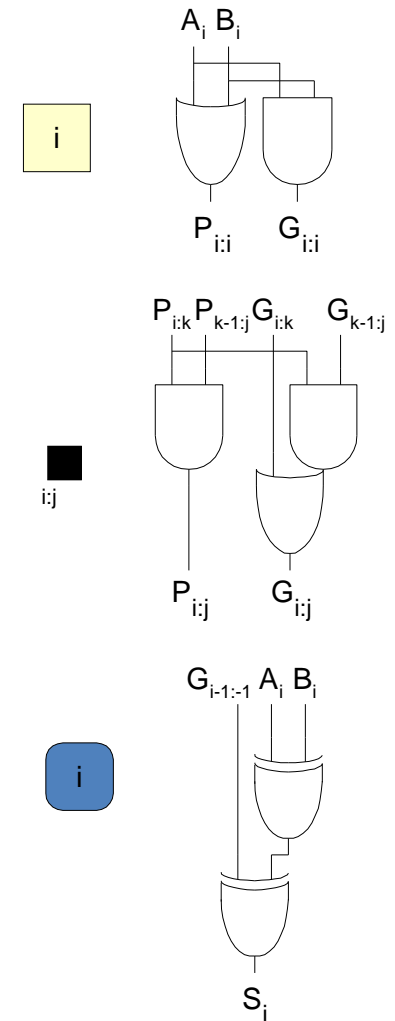 A_i B_i
i
P_i:i G_i:i
P_i:k P_k-1:j G_i:k G_k-1:j
i:j
P_i:j G_i:j
G_i-1:-1 A_i B_i
i
S_i